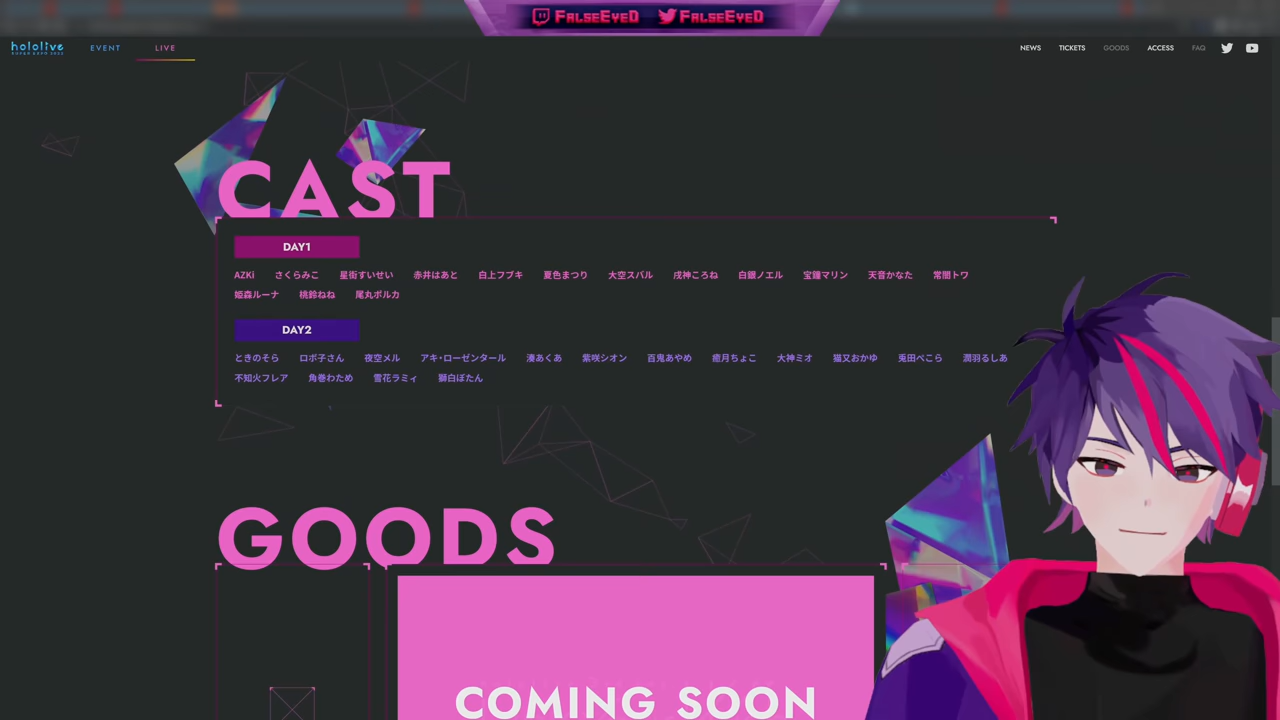 FalseEyeD FalseEyeD
hololive EVENT LIVE NEWS TICKETS GOODS ACCESS FAQ
SUPER EXPO 2022
CAST
DAY1
AZKi さくらみこ 星街すいせい 赤井はあと 白上フブキ 夏色まつり 大空スバル 戌神ころね 白銀ノエル 宝鐘マリン 天音かなた 常闇トワ
姫森ルーナ 桃鈴ねね 尾丸ポルカ
DAY2
ときのそら ロボ子さん 夜空メル アキ・ローゼンタール 湊あくあ 紫咲シオン 百鬼あやめ 癒月ちょこ 大神ミオ 猫又おかゆ 兎田ぺこら 潤羽るしあ
不知火フレア 角巻わため 雪花ラミィ 獅白ぼたん
GOODS
COMING SOON